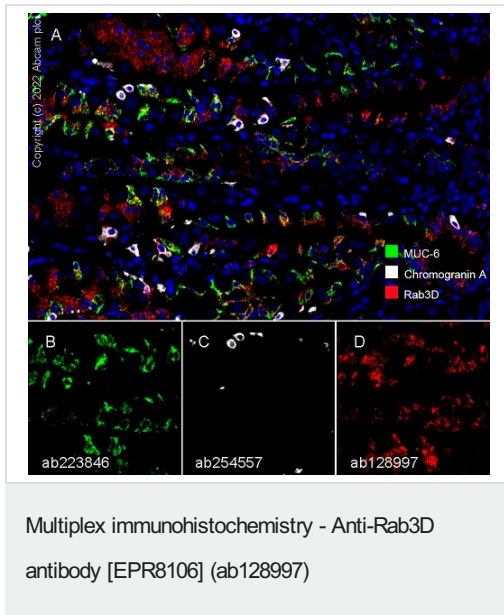 A
Copyright (c) 2022 Abcam plc
MUC-6
Chromogranin A
Rab3D
B
ab223846
C
ab254557
D
ab128997
Multiplex immunohistochemistry - Anti-Rab3D
antibody [EPR8106] (ab128997)